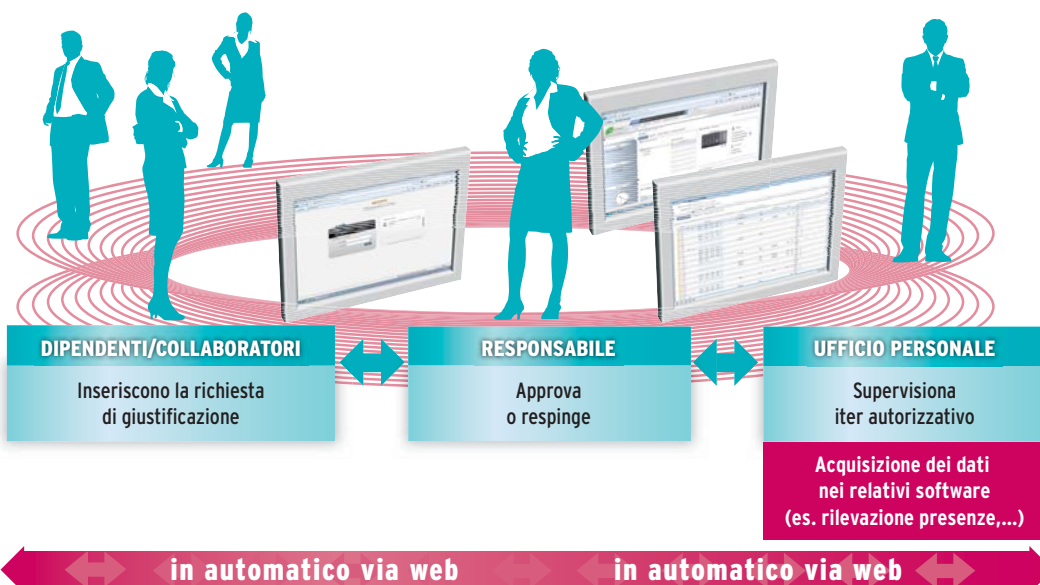 DIPENDENTI/COLLABORATORI
Inseriscono la richiesta
di giustificazione
RESPONSABILE
Approva
o respinge
UFFICIO PERSONALE
Supervisiona
iter autorizzativo
Acquisizione dei dati
nei relativi software
(es. rilevazione presenze,...)
in automatico via web
in automatico via web